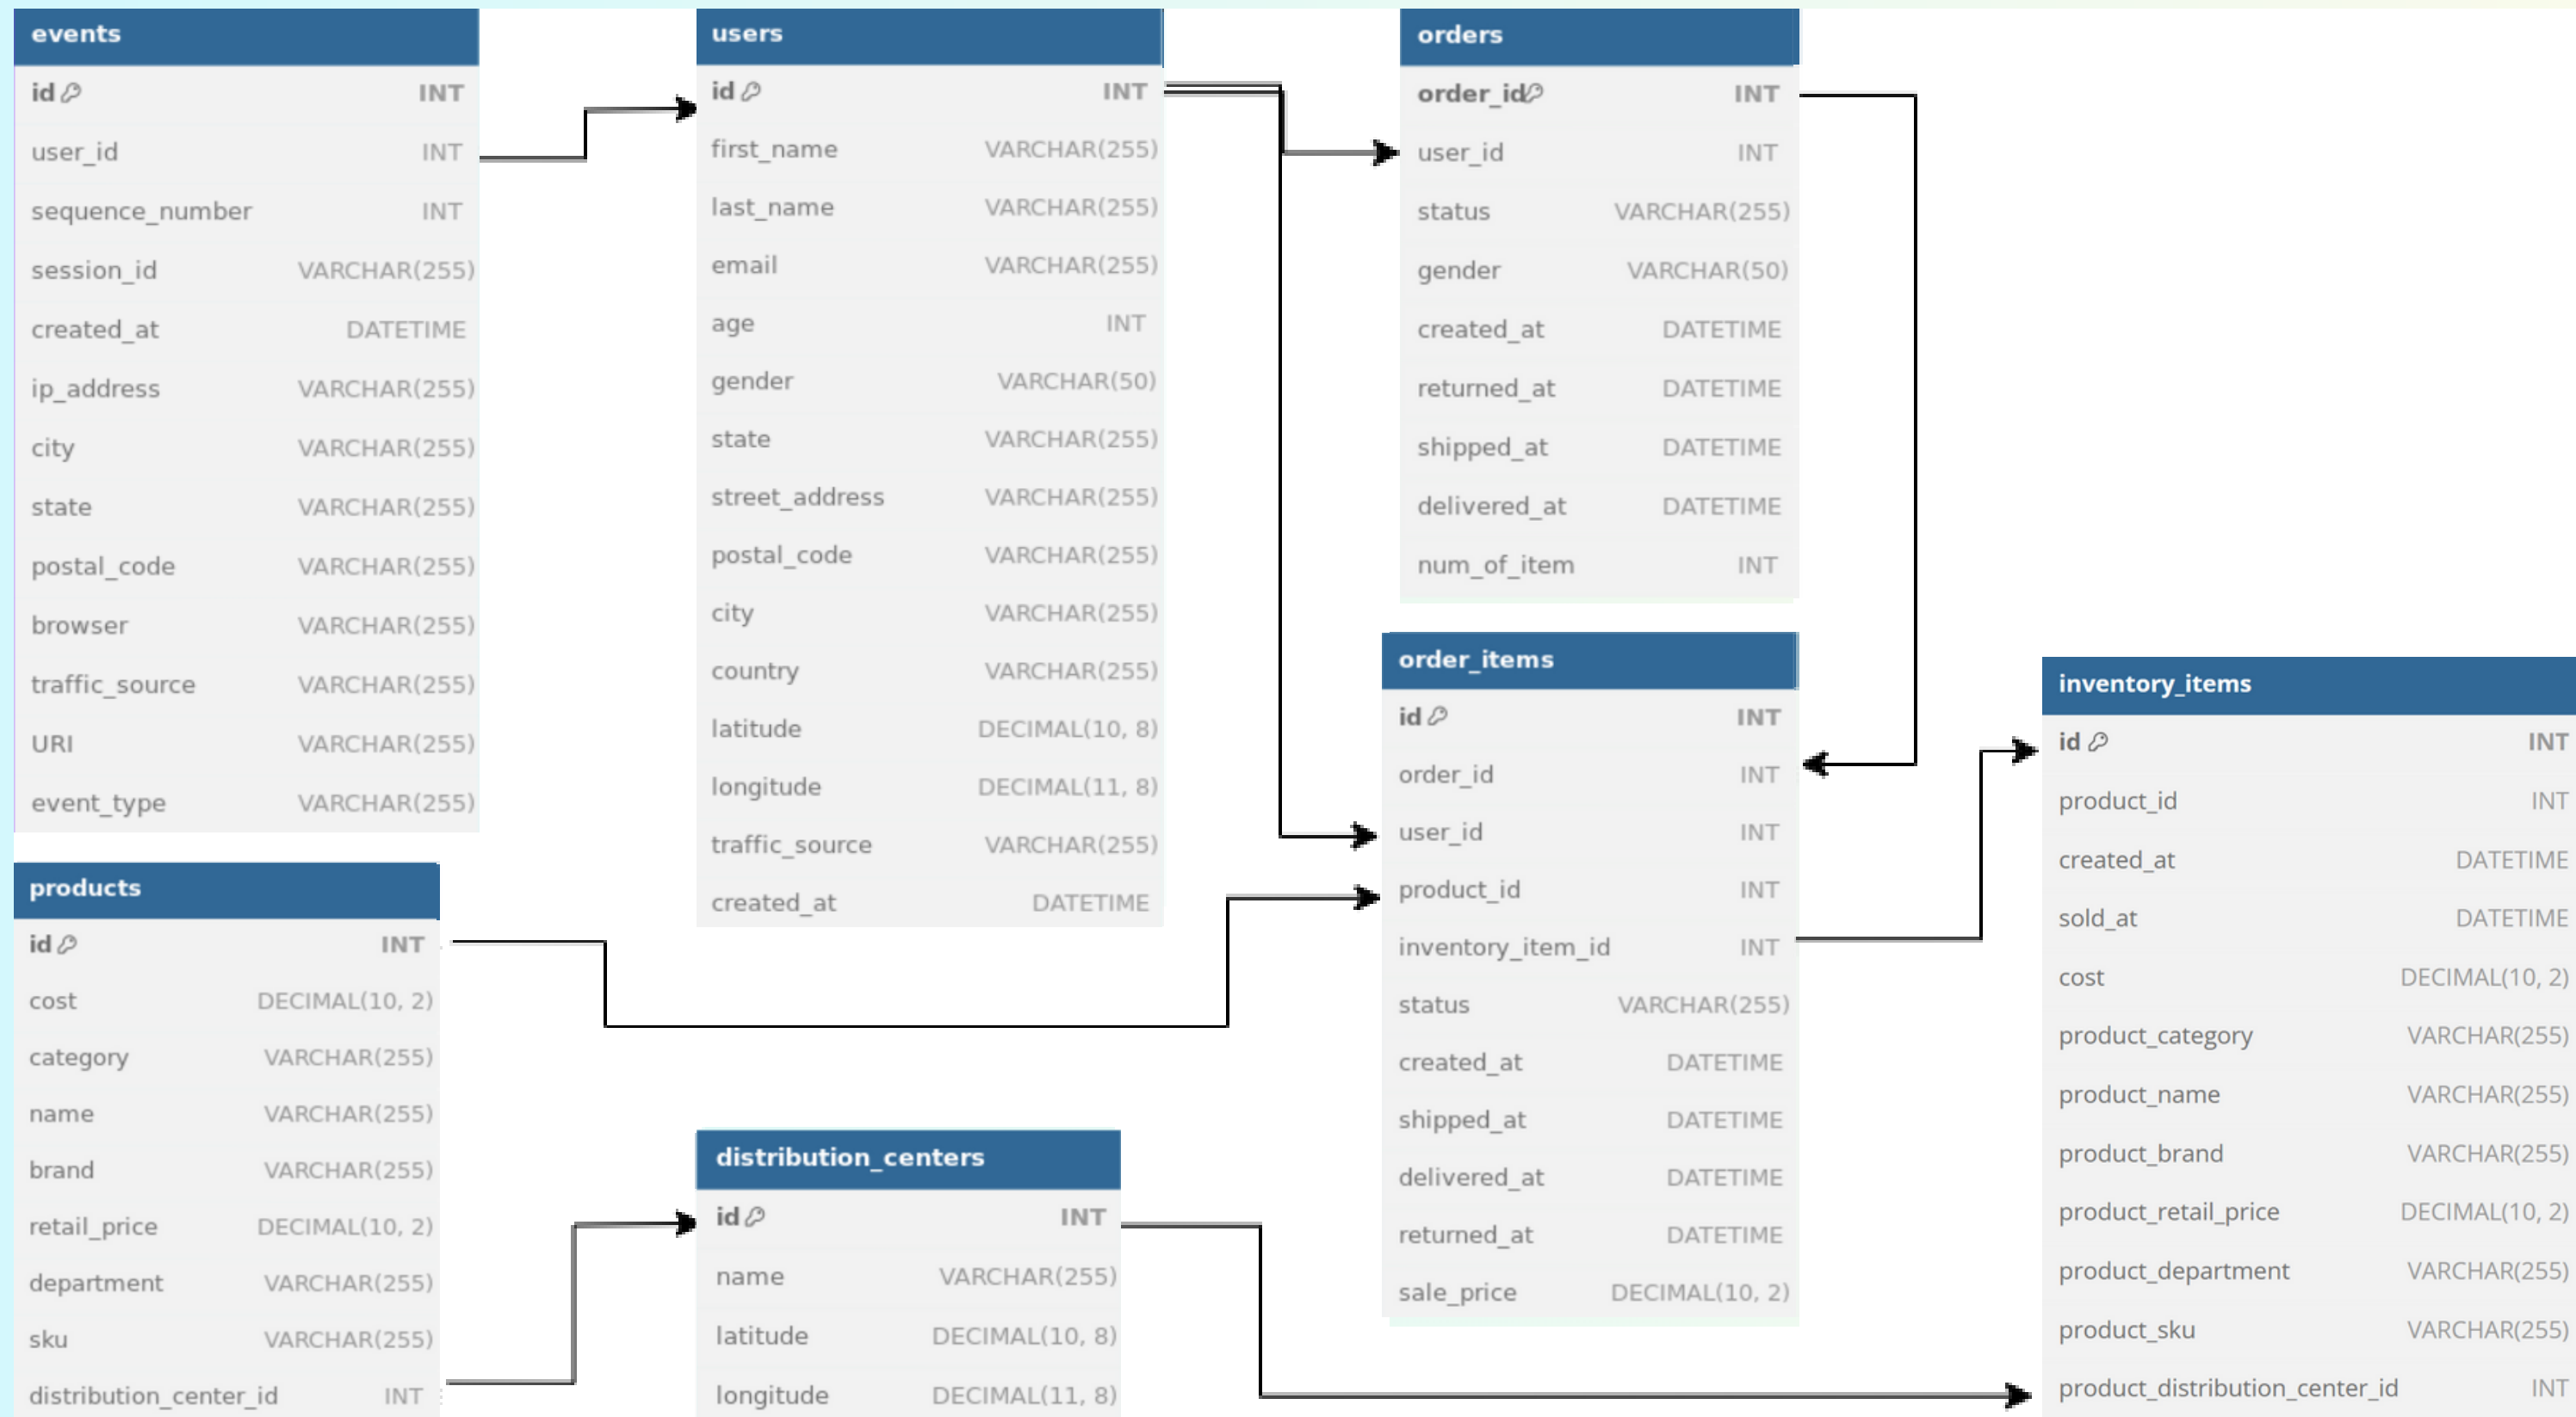 events
id INT
user_id INT
sequence_number INT
session_id VARCHAR(255)
created_at DATETIME
ip_address VARCHAR(255)
city VARCHAR(255)
state VARCHAR(255)
postal_code VARCHAR(255)
browser VARCHAR(255)
traffic_source VARCHAR(255)
URI VARCHAR(255)
event_type VARCHAR(255)
users
id INT
first_name VARCHAR(255)
last_name VARCHAR(255)
email VARCHAR(255)
age INT
gender VARCHAR(50)
state VARCHAR(255)
street_address VARCHAR(255)
postal_code VARCHAR(255)
city VARCHAR(255)
country VARCHAR(255)
latitude DECIMAL(10, 8)
longitude DECIMAL(11, 8)
traffic_source VARCHAR(255)
created_at DATETIME
orders
order_id INT
user_id INT
status VARCHAR(255)
gender VARCHAR(50)
created_at DATETIME
returned_at DATETIME
shipped_at DATETIME
delivered_at DATETIME
num_of_item INT
order_items
id INT
order_id INT
user_id INT
product_id INT
inventory_item_id INT
status VARCHAR(255)
created_at DATETIME
shipped_at DATETIME
delivered_at DATETIME
returned_at DATETIME
sale_price DECIMAL(10, 2)
inventory_items
id INT
product_id INT
created_at DATETIME
sold_at DATETIME
cost DECIMAL(10, 2)
product_category VARCHAR(255)
product_name VARCHAR(255)
product_brand VARCHAR(255)
product_retail_price DECIMAL(10, 2)
product_department VARCHAR(255)
product_sku VARCHAR(255)
product_distribution_center_id INT
products
id INT
cost DECIMAL(10, 2)
category VARCHAR(255)
name VARCHAR(255)
brand VARCHAR(255)
retail_price DECIMAL(10, 2)
department VARCHAR(255)
sku VARCHAR(255)
distribution_center_id INT
distribution_centers
id INT
name VARCHAR(255)
latitude DECIMAL(10, 8)
longitude DECIMAL(11, 8)